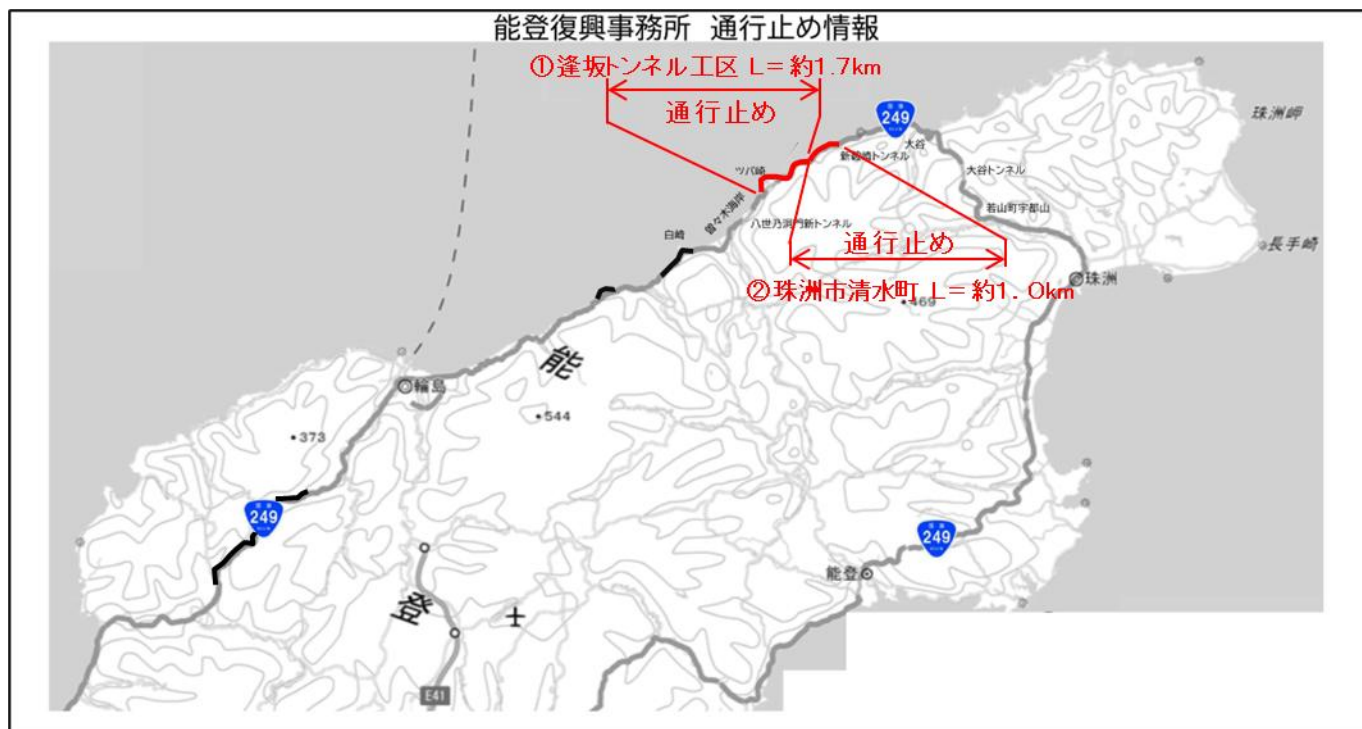 能登復興事務所 通行止め情報
①逢坂トンネル工区 L=約1.7km
通行止め
249
珠洲岬
大谷
新鞍崎トンネル
ツバ崎
大谷トンネル
若山町宇都山
曽々木海岸
八世乃洞門新トンネル
白崎
通行止め
長手崎
珠洲
②珠洲市清水町 L=約1.0km
469
能
輪島
544
373
249
249
能登
登
E41